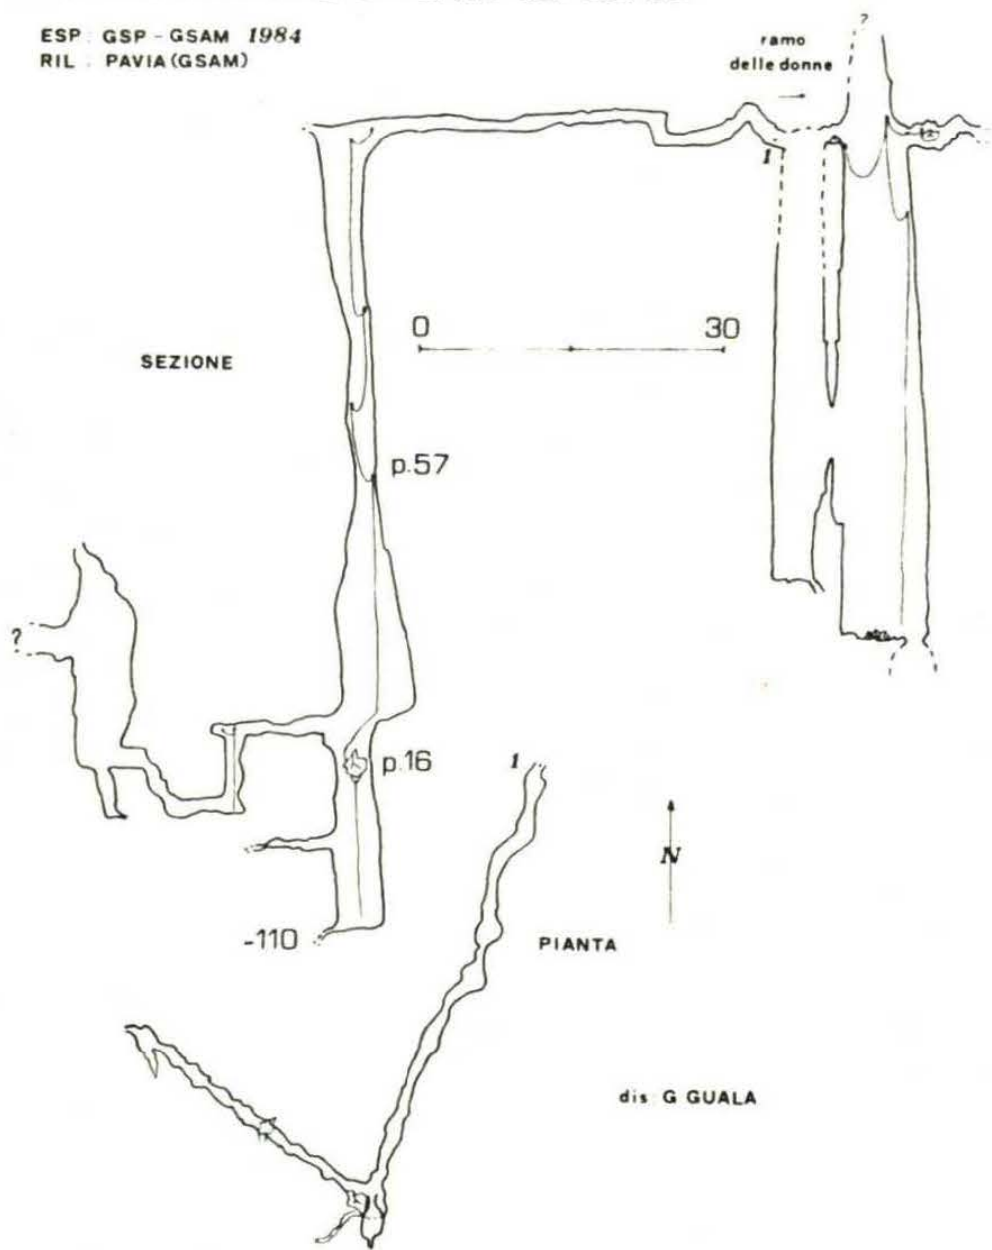 ESP: GSP - GSAM 1984
RIL: PAVIA (GSAM)
ramo
delle donne
?
1
0 30
SEZIONE
p.57
?
p.16
1
N
-110
PIANTA
dis: G GUALA